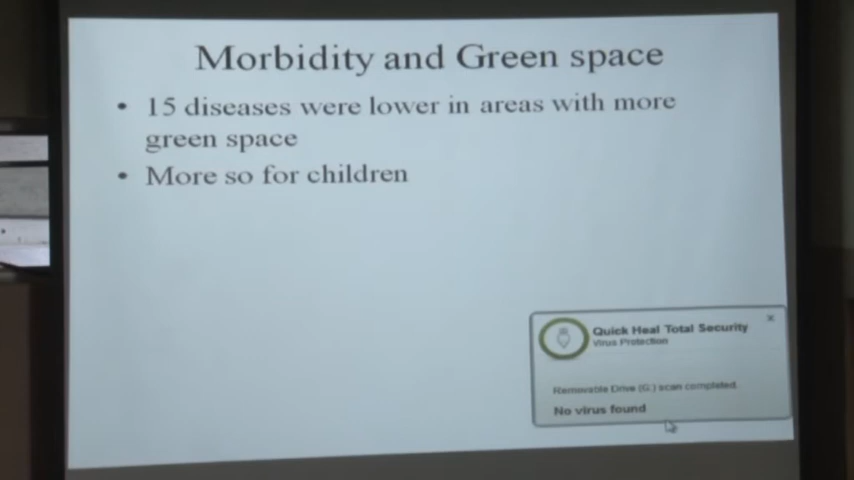 Morbidity and Green space
• 15 diseases were lower in areas with more
green space
• More so for children
Quick Heal Total Security
Virus Protection
Removable Drive (G:) scan completed.
No virus found